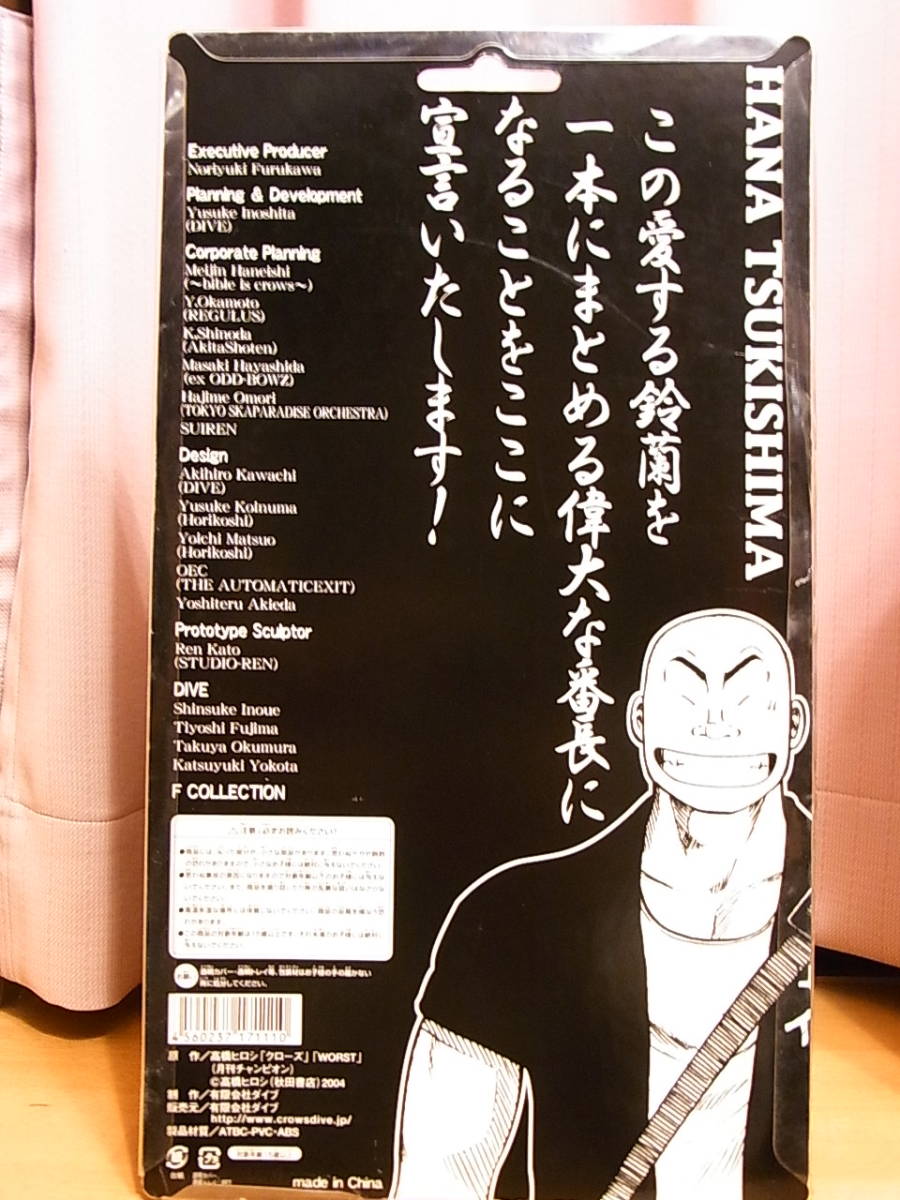 HANA TSUKISHIMA
この愛する鈴蘭を
一本にまとめる偉大な番長に
なることをここに
宣言いたします!
Executive Producer
Noriyuki Furukawa
Planning & Development
Yusuke Inoshita
(DIVE)
Corporate Planning
Meijin Haneishi
(~bible is crows~)
Y.Okamoto
(REGULUS)
K.Shinoda
(AkitaShoten)
Masaki Hayashida
(ex ODD-BOWZ)
Hajime Omori
(TOKYO SKAPARADISE ORCHESTRA)
SUIREN
Design
Akihiro Kawachi
(DIVE)
Yusuke Koinuma
(Horikoshi)
Yoichi Matsuo
(Horikoshi)
OEC
(THE AUTOMATICEXIT)
Yoshiteru Akieda
Prototype Sculptor
Ren Kato
(STUDIO-REN)
DIVE
Shinsuke Inoue
Tiyoshi Fujima
Takuya Okumura
Katsuyuki Yokota
F COLLECTION
4560237171110
原　作/高橋ヒロシ「クローズ」「WORST」
(月刊チャンピオン)
©高橋ヒロシ(秋田書店)2004
制　作/有限会社ダイブ
販売元/有限会社ダイブ
http://www.crowsdive.jp/
製品材質/ATBC-PVC・ABS
made in China